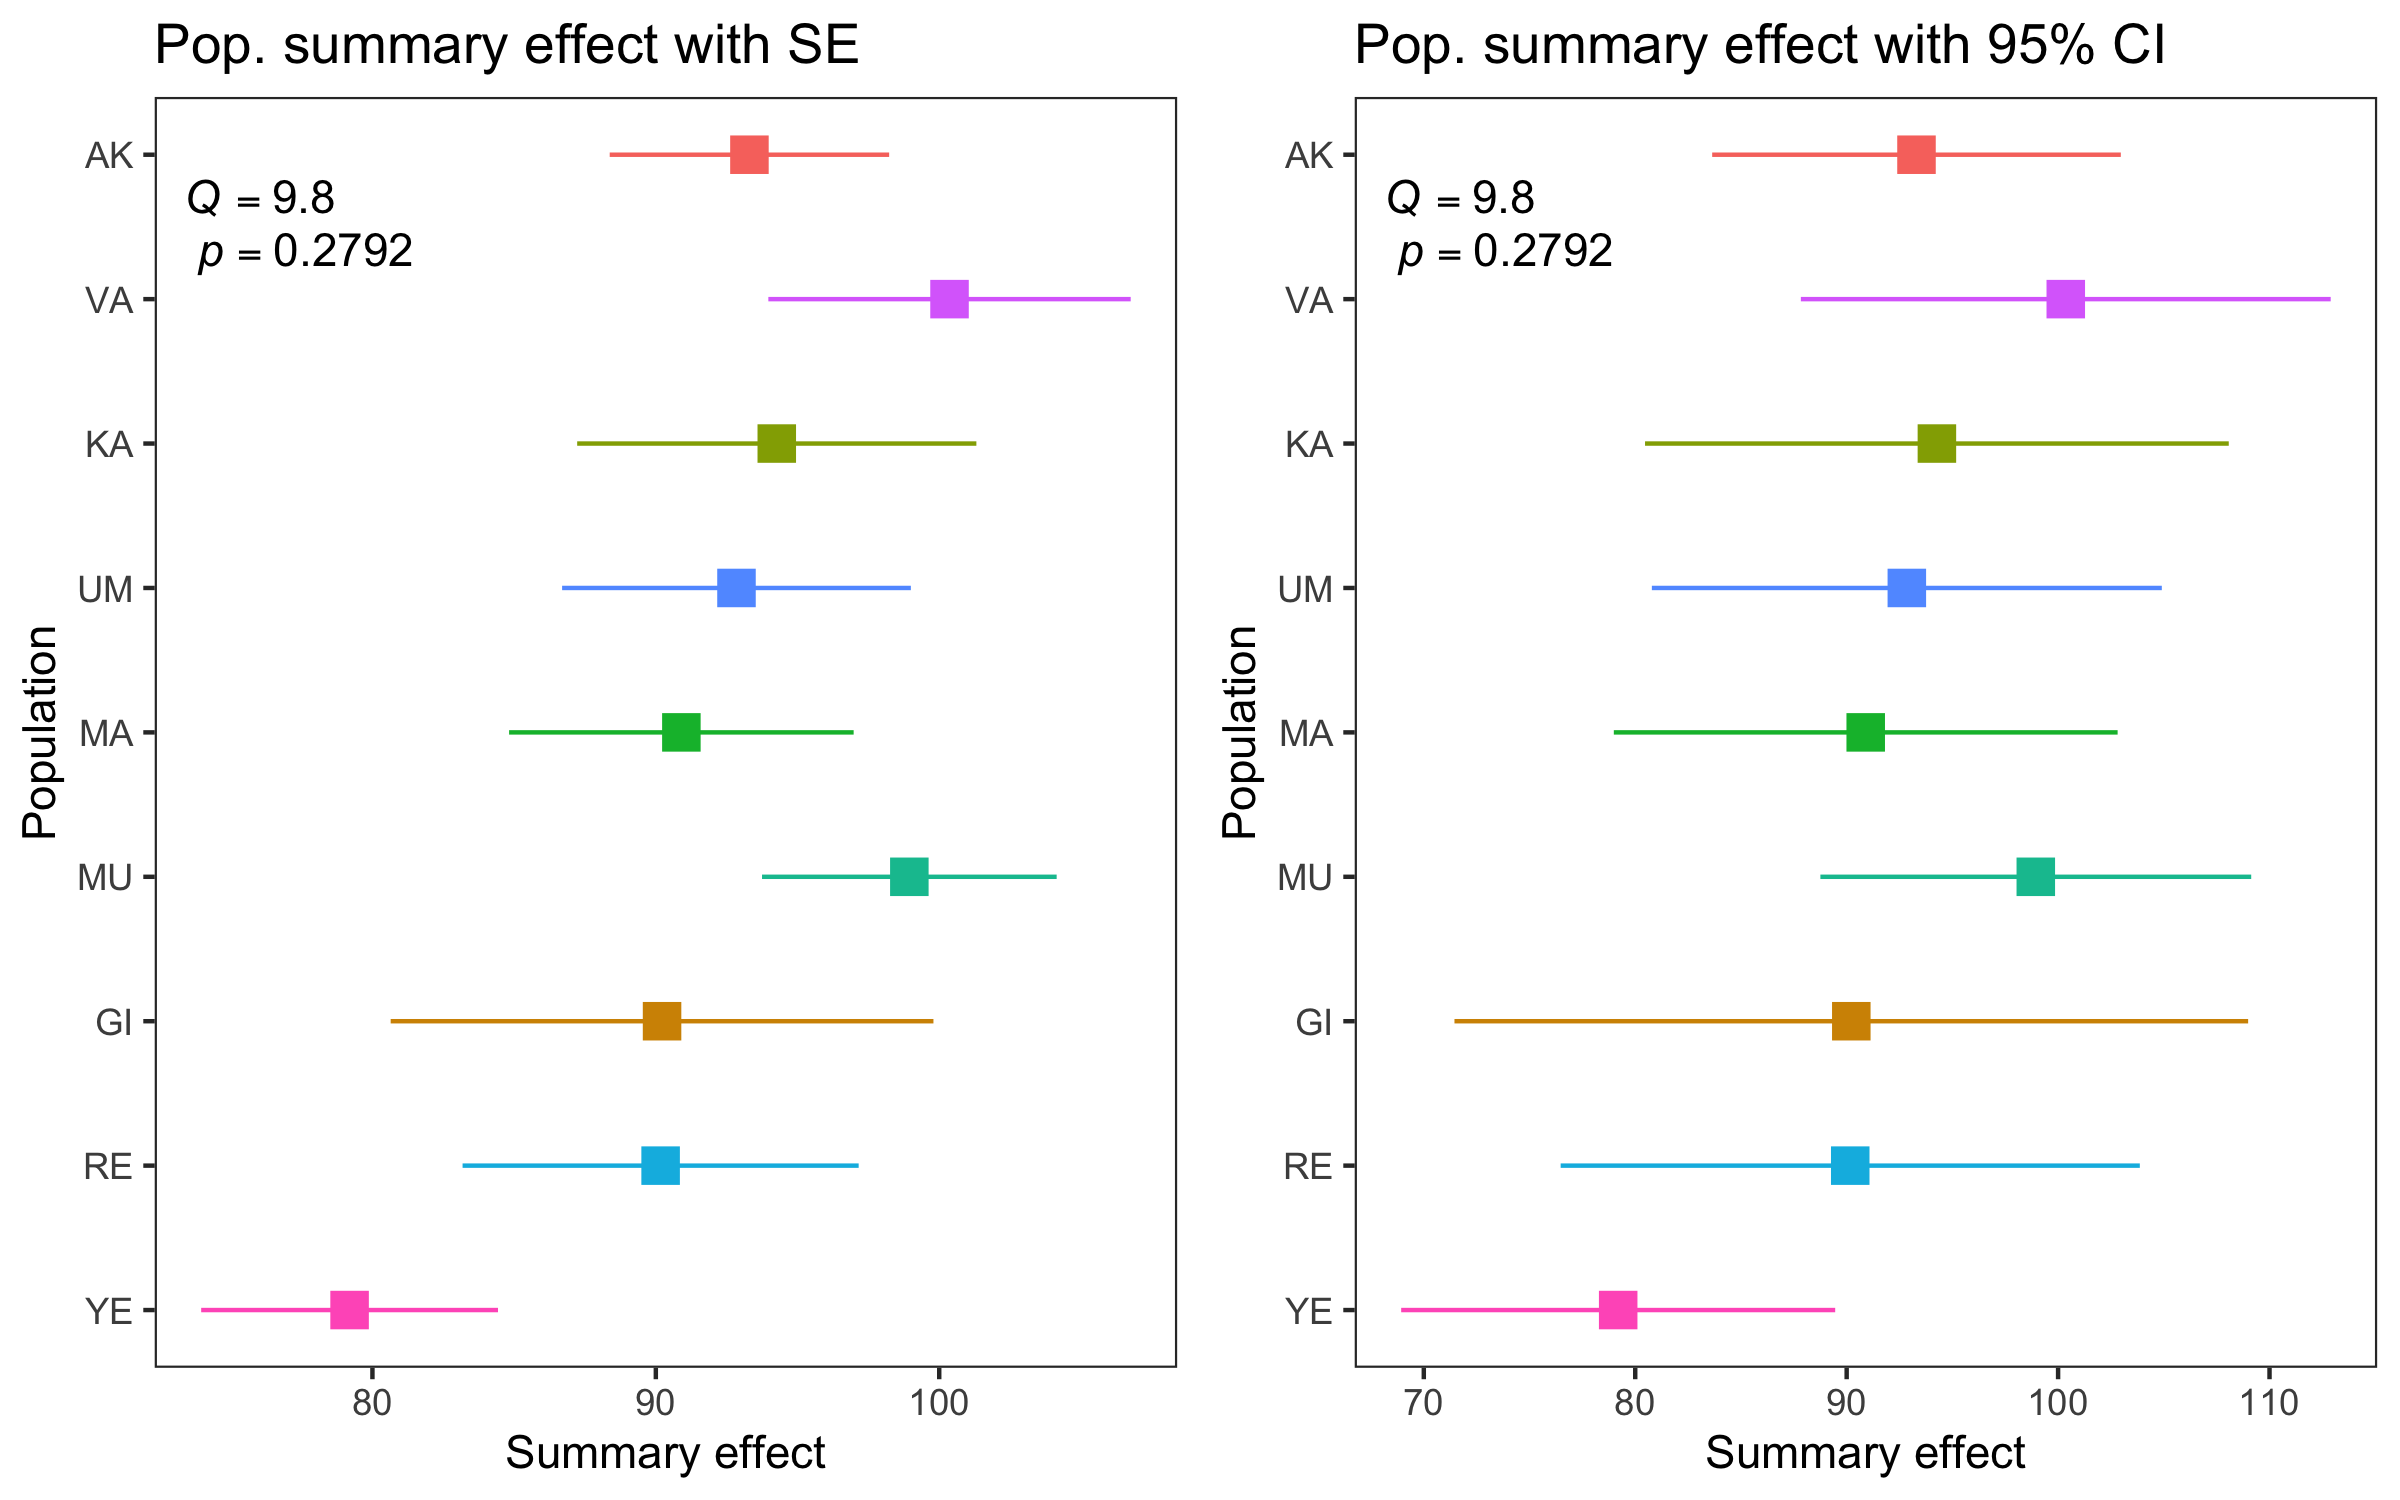 Pop. summary effect with SE
Q = 9.8
p = 0.2792
AK
VA
KA
UM
MA
MU
GI
RE
YE
Population
80 90 100
Summary effect
Pop. summary effect with 95% CI
Q = 9.8
p = 0.2792
AK
VA
KA
UM
MA
MU
GI
RE
YE
Population
70 80 90 100 110
Summary effect